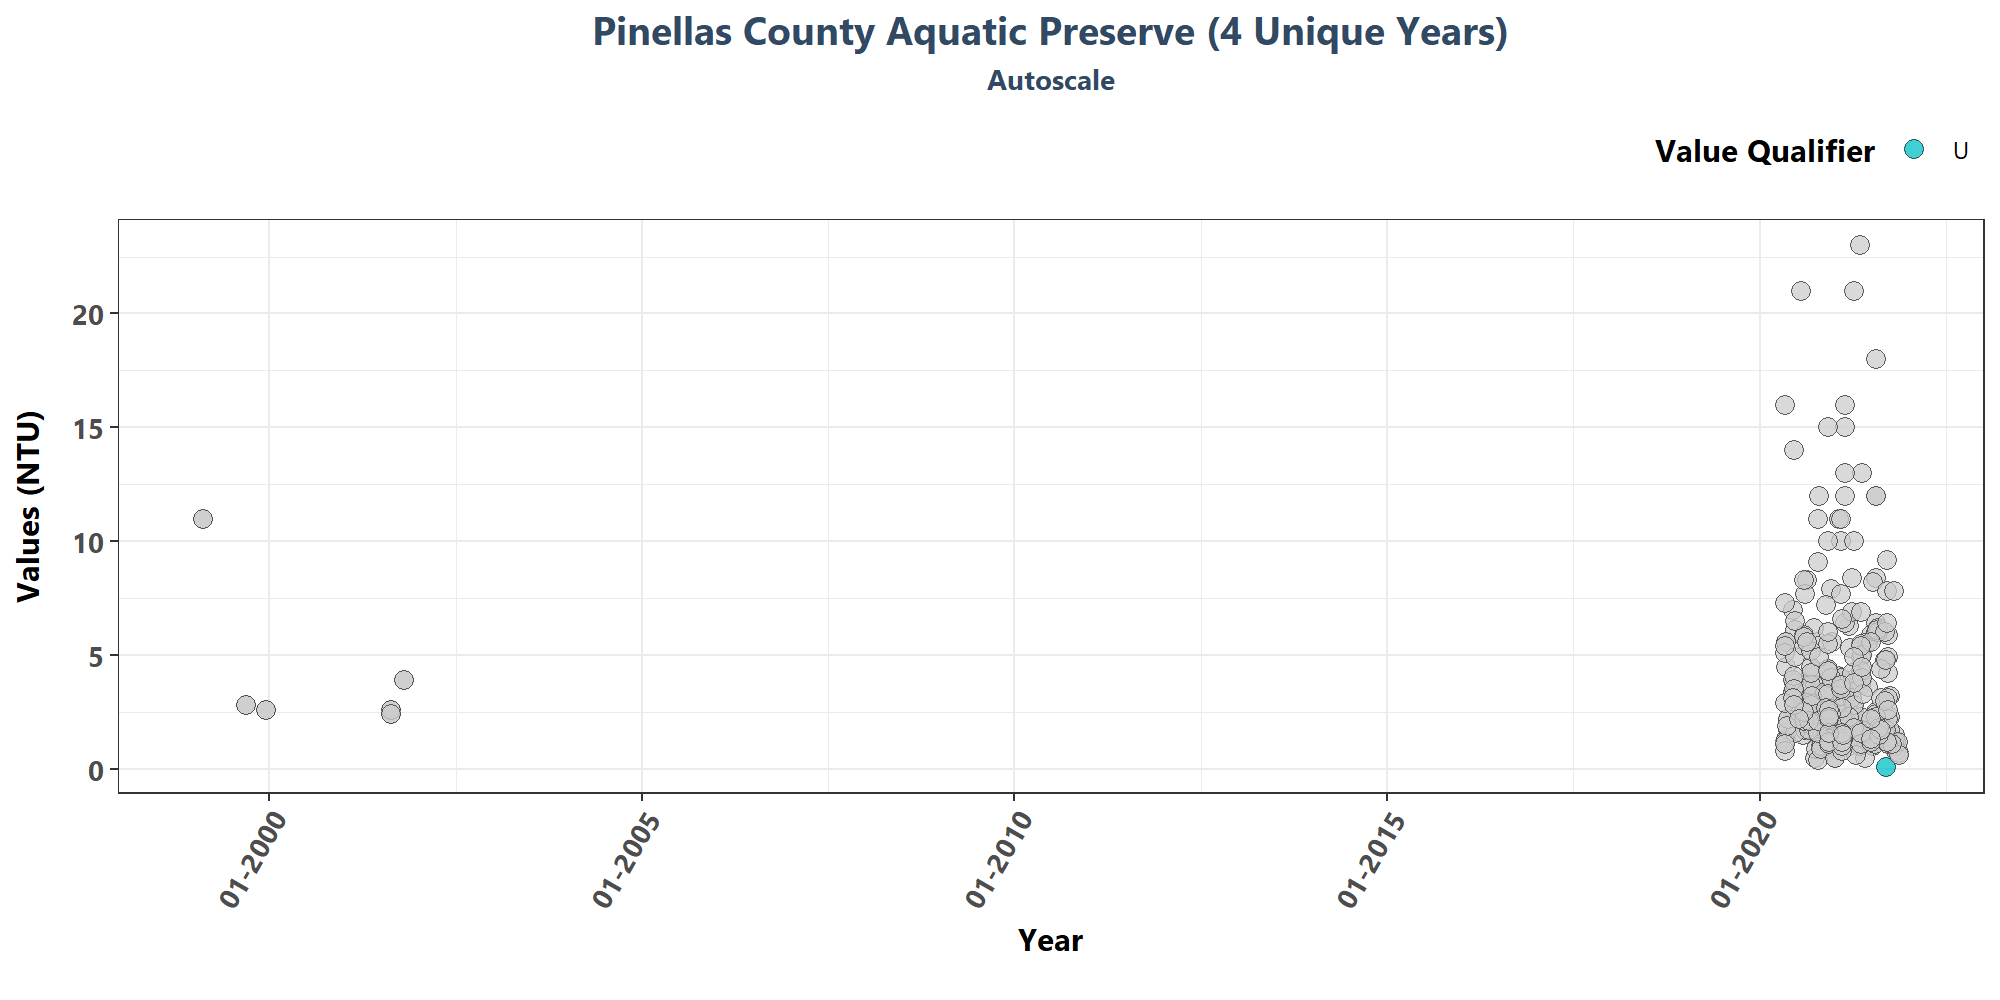 Pinellas County Aquatic Preserve (4 Unique Years)
Autoscale
Value Qualifier U
Values (NTU)
20
15
10
5
0
01-2000 01-2005 01-2010 01-2015 01-2020
Year